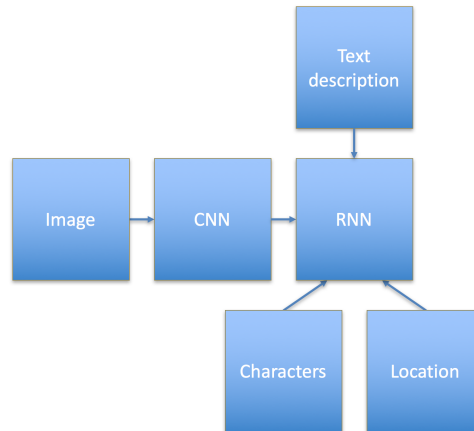 Text
description
Image
CNN
RNN
Characters
Location